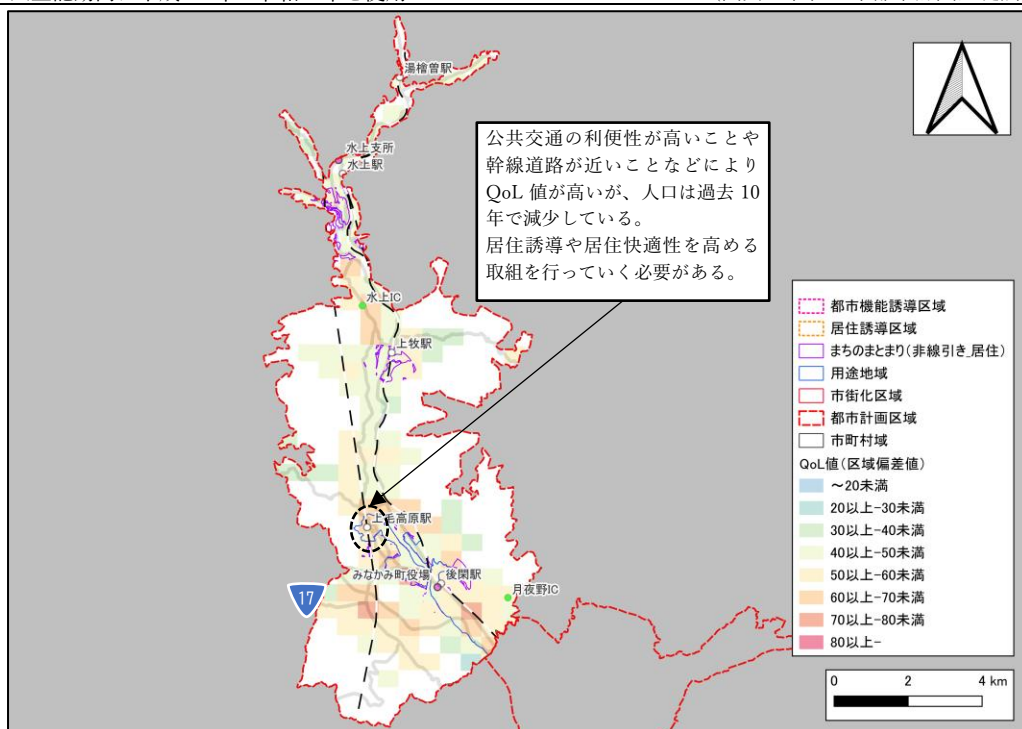 湯檜曽駅
水上支所
水上駅
公共交通の利便性が高いことや
幹線道路が近いことなどにより
QoL 値が高いが、人口は過去 10
年で減少している。
居住誘導や居住快適性を高める
取組を行っていく必要がある。
水上IC
上牧駅
上毛高原駅
みなかみ町役場
後閑駅
月夜野IC
17
都市機能誘導区域
居住誘導区域
まちのまとまり(非線引き_居住)
用途地域
市街化区域
都市計画区域
市町村域
QoL値(区域偏差値)
～20未満
20以上-30未満
30以上-40未満
40以上-50未満
50以上-60未満
60以上-70未満
70以上-80未満
80以上-
0 2 4 km